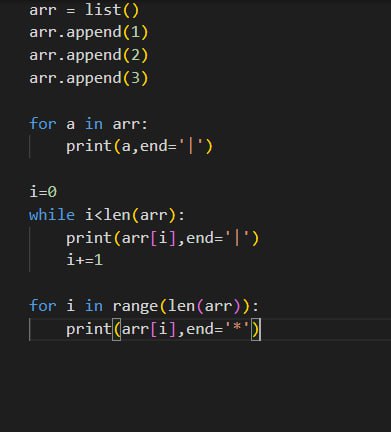 arr = list()
arr.append(1)
arr.append(2)
arr.append(3)
for a in arr:
    print(a,end='|')
i=0
while i<len(arr):
    print(arr[i],end='|')
    i+=1
for i in range(len(arr)):
    print(arr[i],end='*')